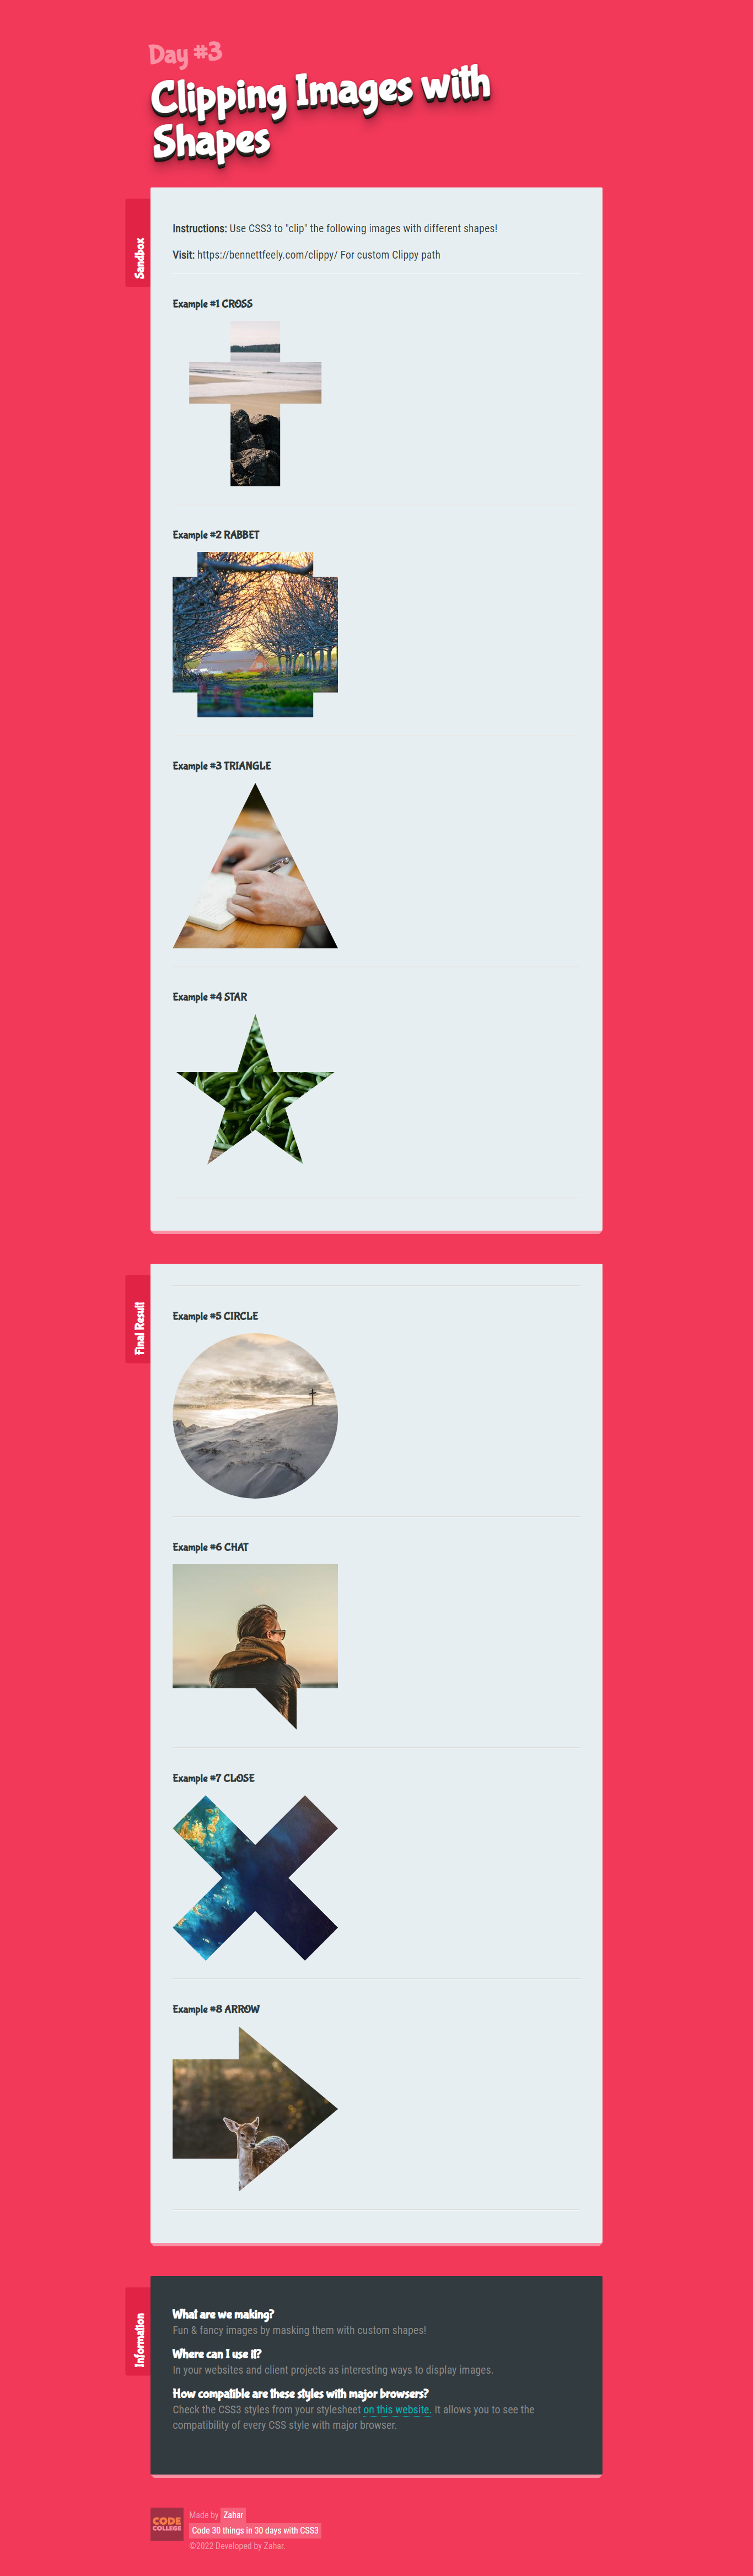 Day #3
Clipping Images with
Shapes
Sandbox
Instructions: Use CSS3 to "clip" the following images with different shapes!
Visit: https://bennettfeely.com/clippy/ For custom Clippy path
Example #1 CROSS
Example #2 RABBET
Example #3 TRIANGLE
Example #4 STAR
Final Result
Example #5 CIRCLE
Example #6 CHAT
Example #7 CLOSE
Example #8 ARROW
Information
What are we making?
Fun & fancy images by masking them with custom shapes!
Where can I use it?
In your websites and client projects as interesting ways to display images.
How compatible are these styles with major browsers?
Check the CSS3 styles from your stylesheet on this website. It allows you to see the
compatibility of every CSS style with major browser.
CODE
COLLEGE
Made by Zahar
Code 30 things in 30 days with CSS3
©2022 Developed by Zahar.